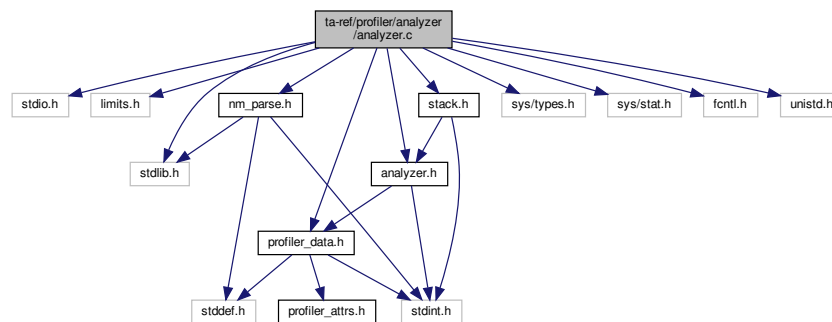 ta-ref/profiler/analyzer
/analyzer.c
stdio.h
limits.h
nm_parse.h
stack.h
sys/types.h
sys/stat.h
fcntl.h
unistd.h
stdlib.h
analyzer.h
profiler_data.h
stddef.h
profiler_attrs.h
stdint.h